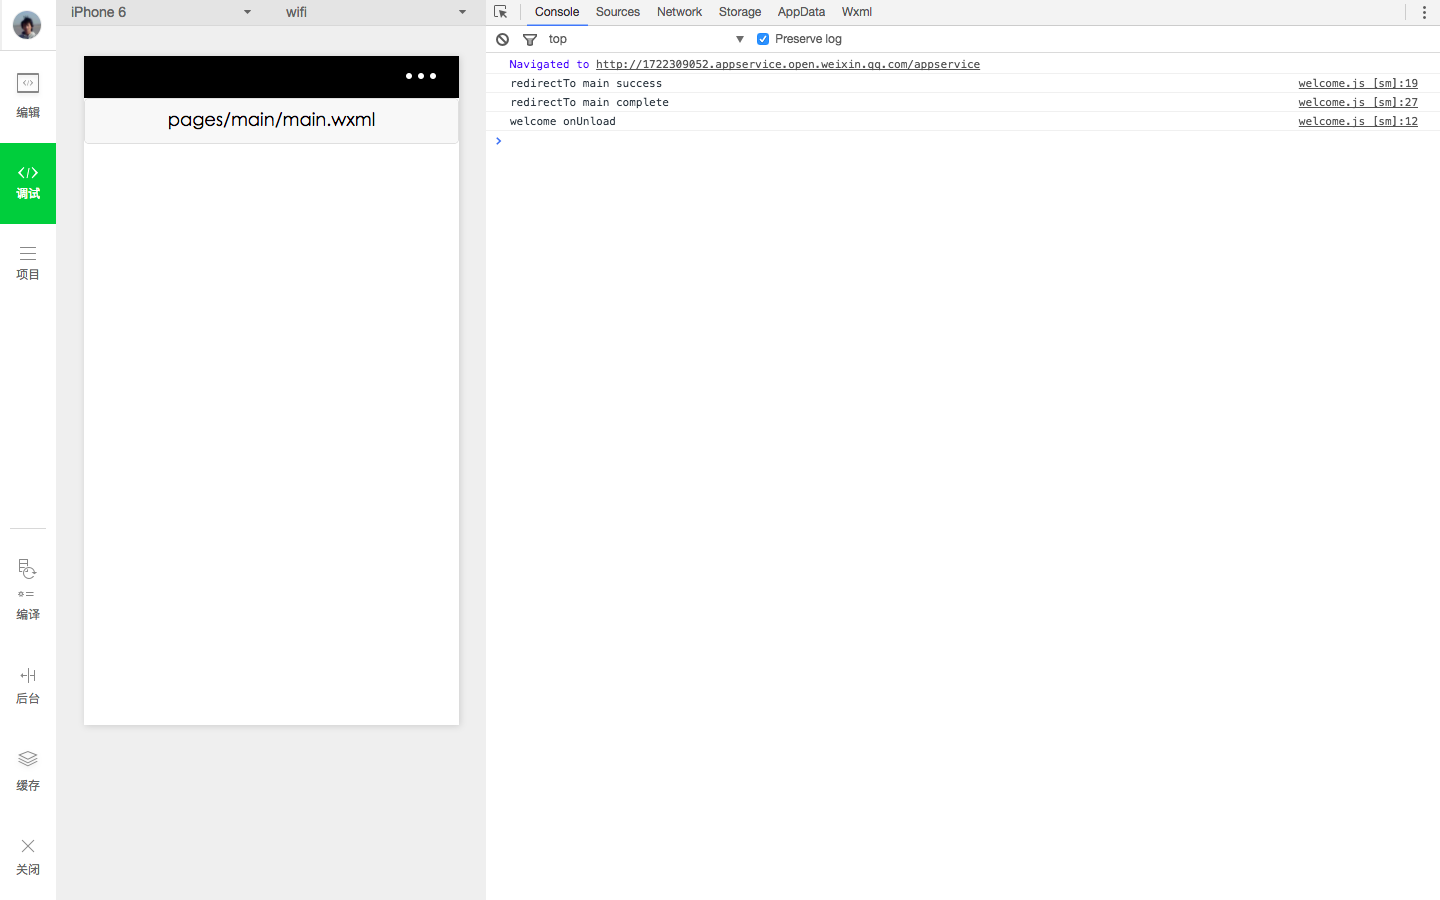 iPhone 6
wifi
编辑
调试
项目
编译
后台
缓存
关闭
pages/main/main.wxml
Console Sources Network Storage AppData Wxml
top Preserve log
Navigated to http://1722309052.appservice.open.weixin.qq.com/appservice
redirectTo main success welcome.js [sm]:19
redirectTo main complete welcome.js [sm]:27
welcome onUnload welcome.js [sm]:12